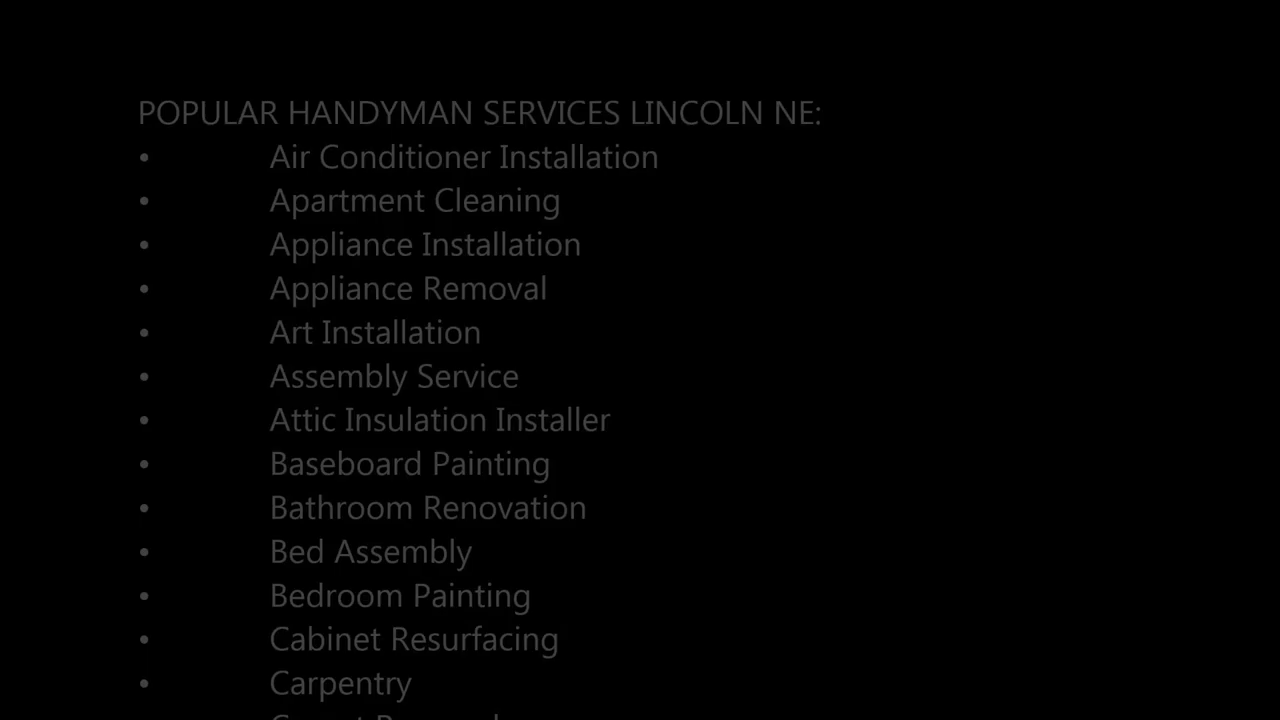 POPULAR HANDYMAN SERVICES LINCOLN NE:
• Air Conditioner Installation
• Apartment Cleaning
• Appliance Installation
• Appliance Removal
• Art Installation
• Assembly Service
• Attic Insulation Installer
• Baseboard Painting
• Bathroom Renovation
• Bed Assembly
• Bedroom Painting
• Cabinet Resurfacing
• Carpentry